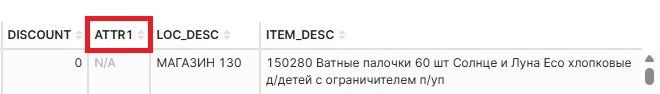 DISCOUNT ATTR1 LOC_DESC ITEM_DESC
0 N/A МАГАЗИН 130 150280 Ватные палочки 60 шт Солнце и Луна Eco хлопковые
д/детей с ограничителем п/уп